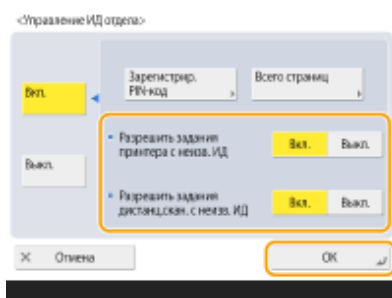 <Управление ИД отдела>
Вкл.
Зарегистрир.
PIN-код
Всего страниц
Выкл.
Разрешить задания
принтера с неизв. ИД
Вкл.
Выкл.
Разрешить задания
дистанц.скан. с неизв. ИД
Вкл.
Выкл.
Отмена
OK